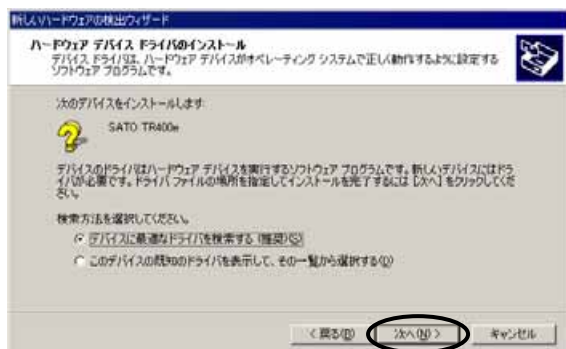 新しいハードウェアの検出ウィザード
ハードウェア デバイス ドライバのインストール
デバイス ドライバは、ハードウェア デバイスがオペレーティング システムで正しく動作するように設定する
ソフトウェア プログラムです。
次のデバイスをインストールします:
SATO TR400e
デバイスのドライバはハードウェア デバイスを実行するソフトウェア プログラムです。新しいデバイスにはドラ
イバが必要です。ドライバ ファイルの場所を指定してインストールを完了するには [次へ] をクリックしてくだ
さい。
検索方法を選択してください。
デバイスに最適なドライバを検索する (推奨)(S)
このデバイスの既知のドライバを表示して、その一覧から選択する(D)
< 戻る(B)
次へ(N) >
キャンセル